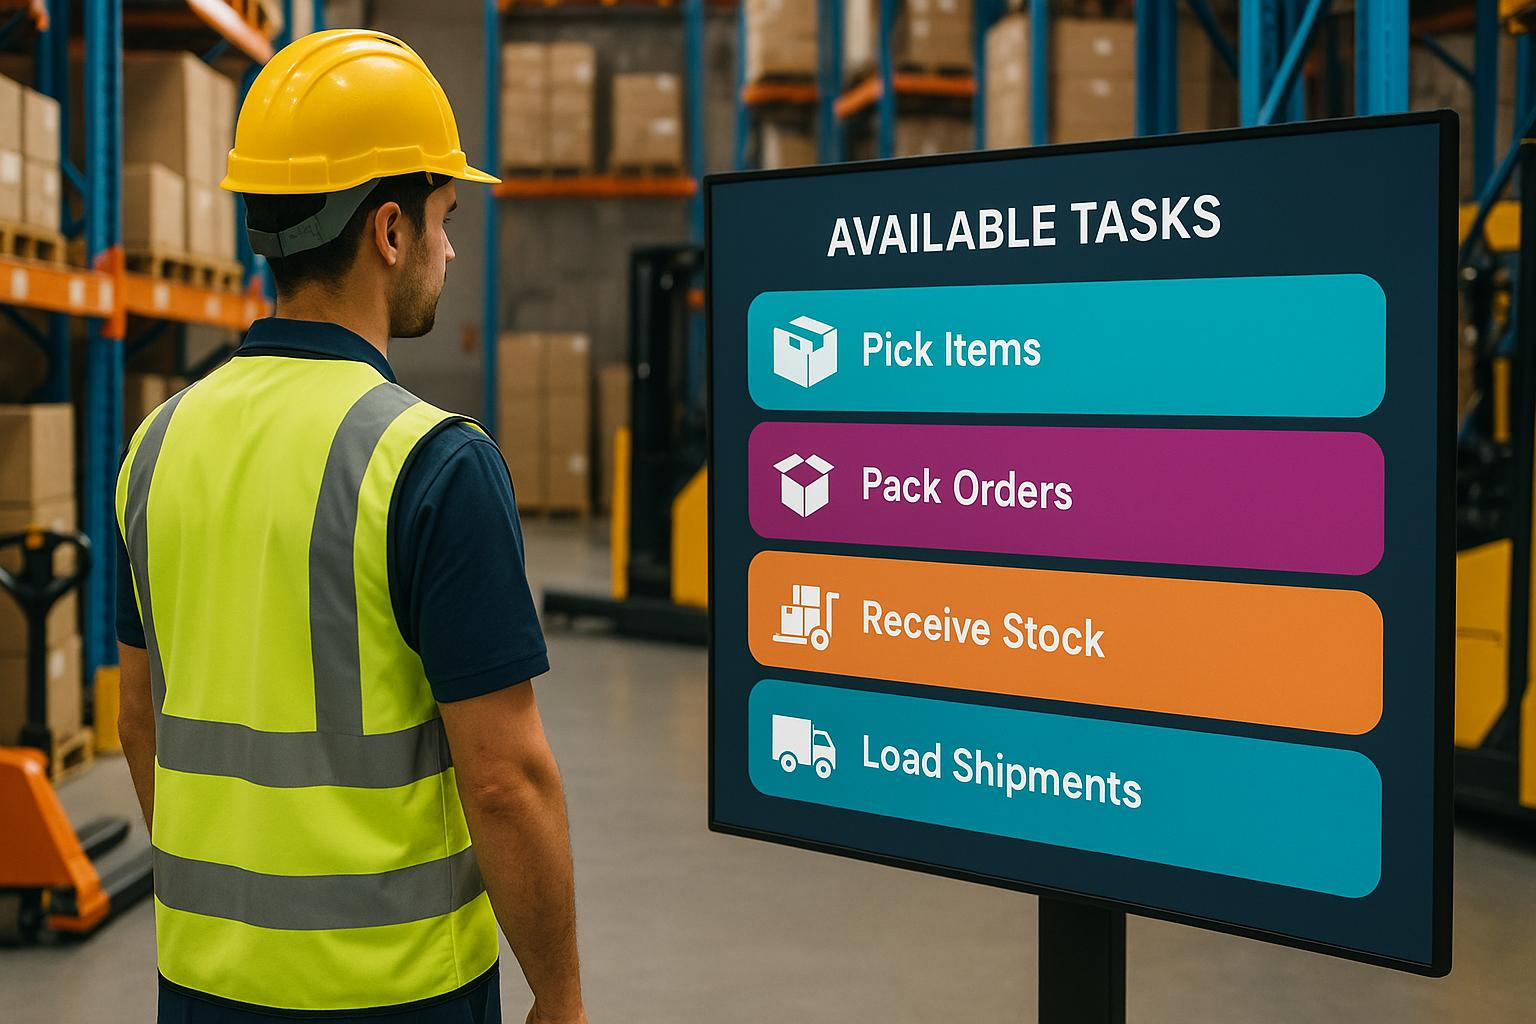 AVAILABLE TASKS
Pick Items
Pack Orders
Receive Stock
Load Shipments